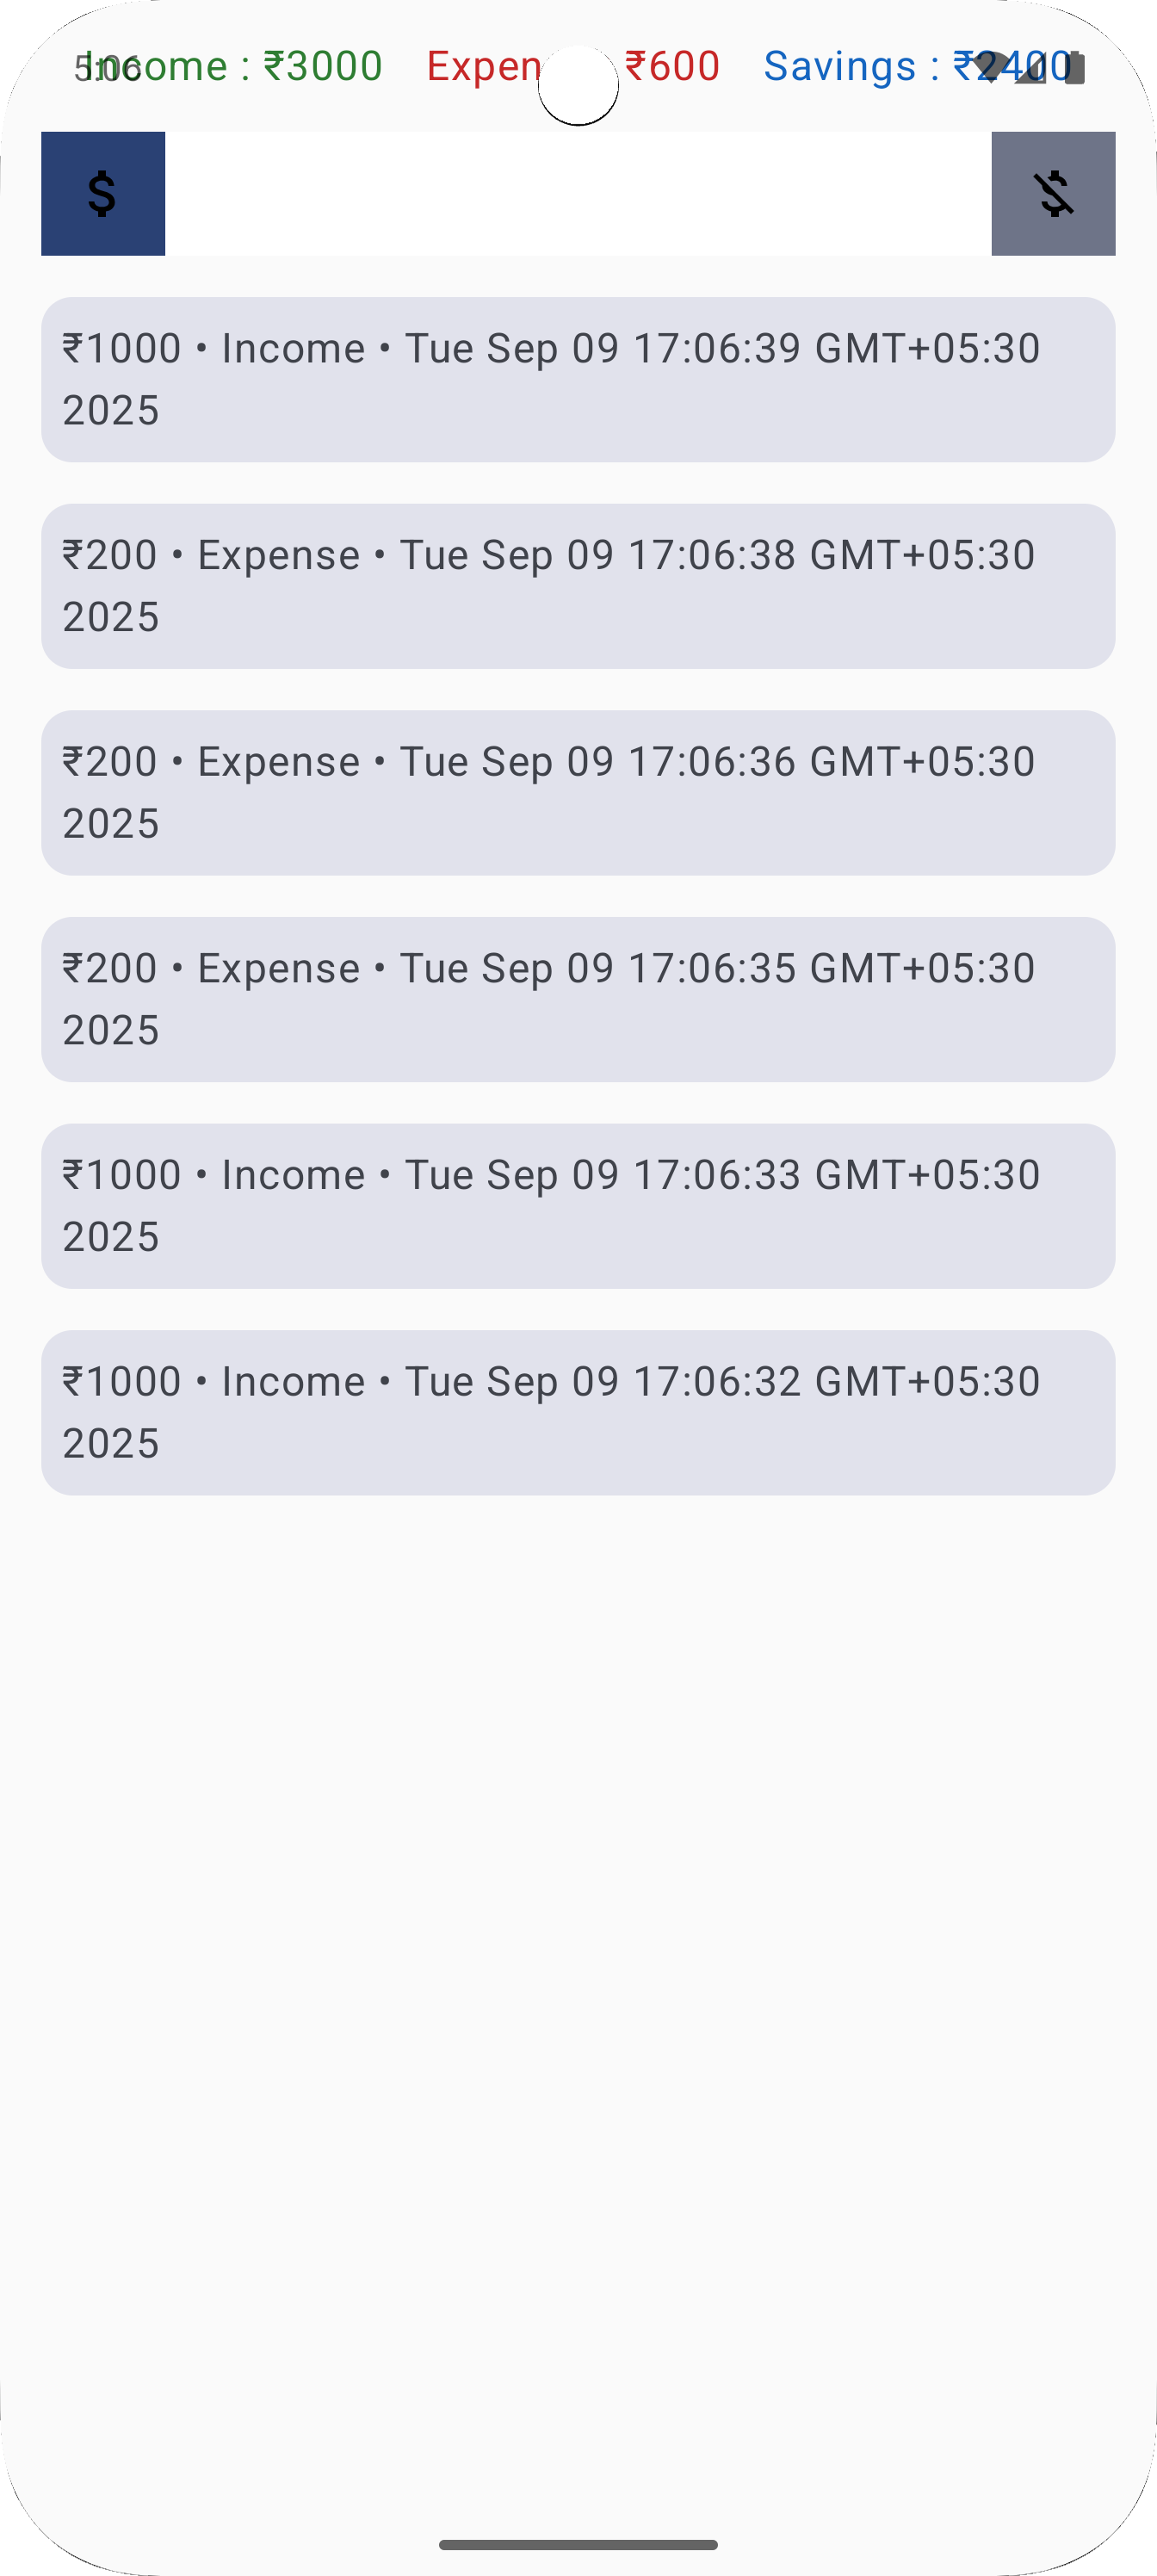 5:06
Income : ₹3000 Expen ₹600 Savings : ₹2400
$
₹1000 • Income • Tue Sep 09 17:06:39 GMT+05:30
2025
₹200 • Expense • Tue Sep 09 17:06:38 GMT+05:30
2025
₹200 • Expense • Tue Sep 09 17:06:36 GMT+05:30
2025
₹200 • Expense • Tue Sep 09 17:06:35 GMT+05:30
2025
₹1000 • Income • Tue Sep 09 17:06:33 GMT+05:30
2025
₹1000 • Income • Tue Sep 09 17:06:32 GMT+05:30
2025